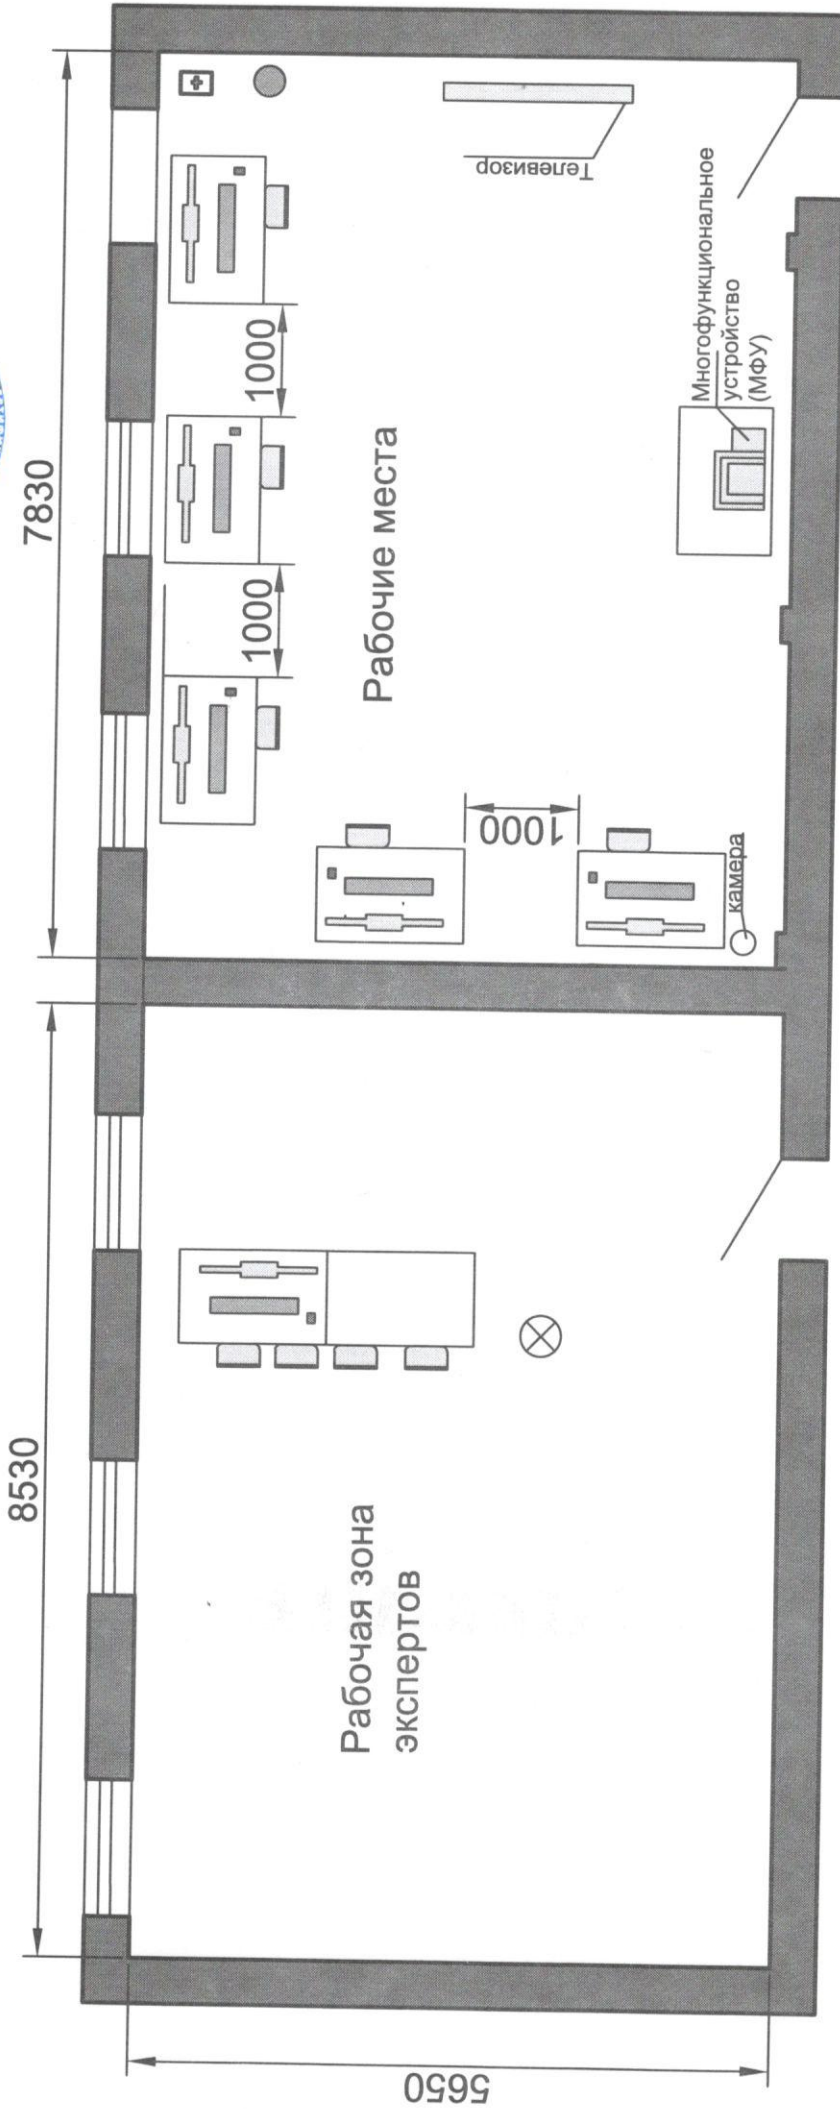 8530
7830
1000
1000
Рабочие места
Телевизор
Многофункциональное
устройство
(МФУ)
1000
камера
Рабочая зона
экспертов
5650